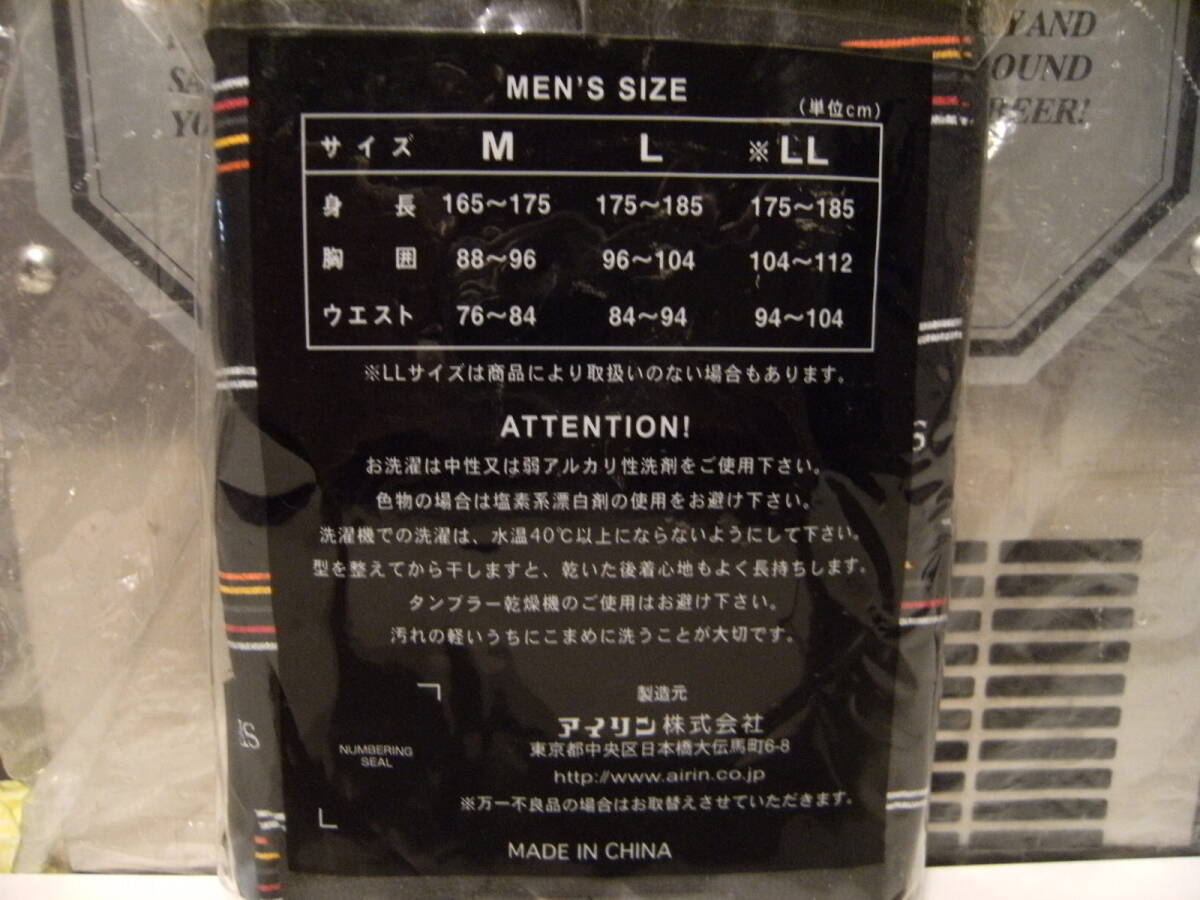 MEN'S SIZE
(単位cm)
サイズ M L ※LL
身長 165～175 175～185 175～185
胸囲 88～96 96～104 104～112
ウエスト 76～84 84～94 94～104
※LLサイズは商品により取扱いのない場合もあります。
ATTENTION!
お洗濯は中性又は弱アルカリ性洗剤をご使用下さい。
色物の場合は塩素系漂白剤の使用をお避け下さい。
洗濯機での洗濯は、水温40℃以上にならないようにして下さい。
型を整えてから干しますと、乾いた後着心地もよく長持ちします。
タンブラー乾燥機のご使用はお避け下さい。
汚れの軽いうちにこまめに洗うことが大切です。
NUMBERING
SEAL
製造元
アイリン株式会社
東京都中央区日本橋大伝馬町6-8
http://www.airin.co.jp
※万一不良品の場合はお取替えさせていただきます。
MADE IN CHINA
AND
OUND
BEER!